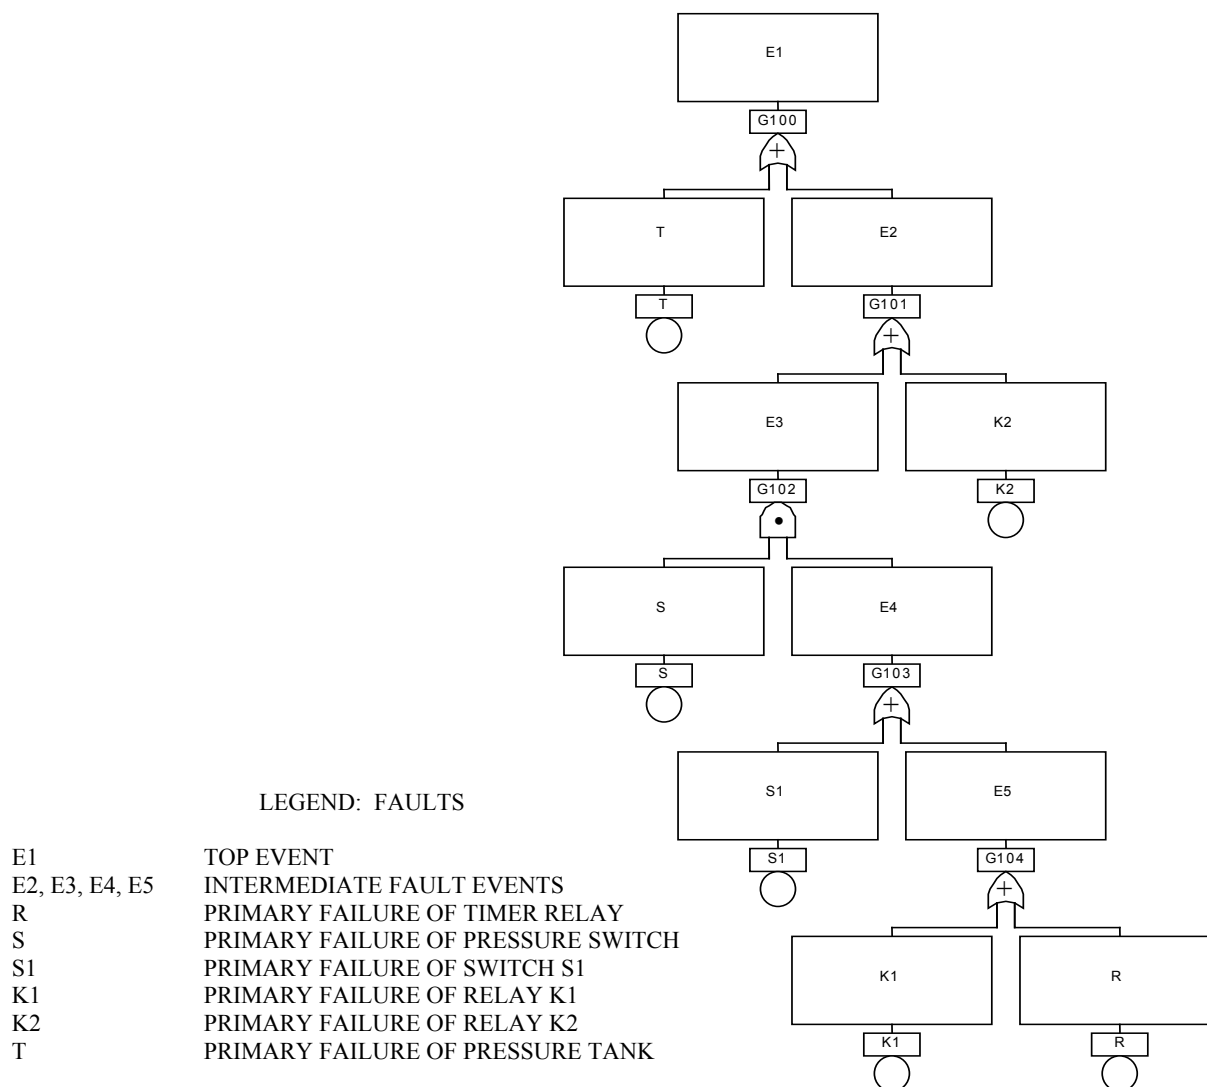 E1
G100
+
T
E2
T
G101
+
E3
K2
G102
K2
S
E4
S
G103
+
S1
E5
LEGEND: FAULTS
S1
G104
+
E1 TOP EVENT
E2, E3, E4, E5 INTERMEDIATE FAULT EVENTS
R PRIMARY FAILURE OF TIMER RELAY
S PRIMARY FAILURE OF PRESSURE SWITCH
S1 PRIMARY FAILURE OF SWITCH S1
K1 PRIMARY FAILURE OF RELAY K1
K2 PRIMARY FAILURE OF RELAY K2
T PRIMARY FAILURE OF PRESSURE TANK
K1
R
K1
R